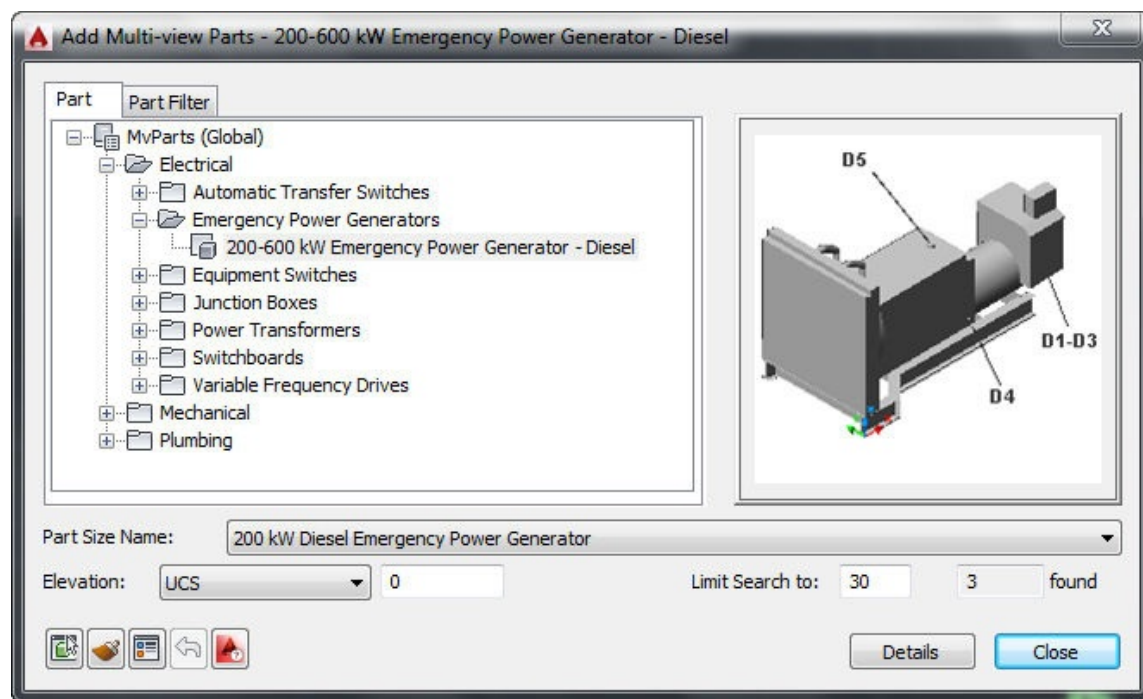 Add Multi-view Parts - 200-600 kW Emergency Power Generator - Diesel
Part
Part Filter
MvParts (Global)
Electrical
Automatic Transfer Switches
Emergency Power Generators
200-600 kW Emergency Power Generator - Diesel
Equipment Switches
Junction Boxes
Power Transformers
Switchboards
Variable Frequency Drives
Mechanical
Plumbing
D5
D1-D3
D4
Part Size Name: 200 kW Diesel Emergency Power Generator
Elevation: UCS 0 Limit Search to: 30 3 found
Details Close